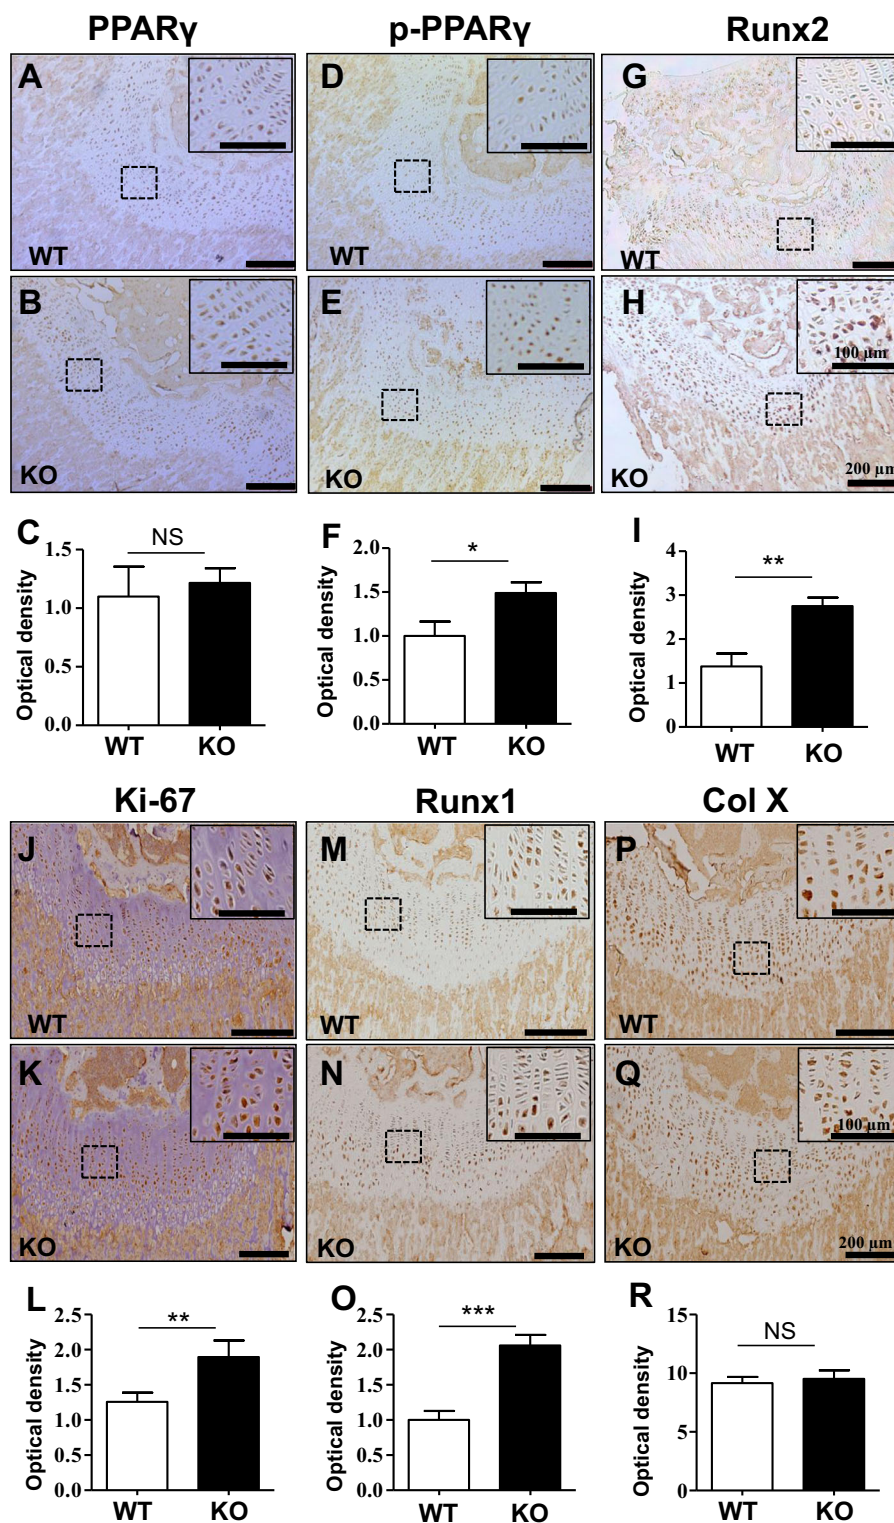 PPARγ p-PPARγ Runx2
A D G
WT WT WT
B E H
100 µm
200 µm
KO KO KO
C F I
NS * **
Optical density
1.5
1.0
0.5
0.0
WT KO
Optical density
2.0
1.5
1.0
0.5
0.0
WT KO
Optical density
4
3
2
1
0
WT KO
Ki-67 Runx1 Col X
J M P
WT WT WT
K N Q
100 µm
200 µm
KO KO KO
L O R
** *** NS
Optical density
2.5
2.0
1.5
1.0
0.5
0.0
WT KO
Optical density
2.5
2.0
1.5
1.0
0.5
0.0
WT KO
Optical density
15
10
5
0
WT KO